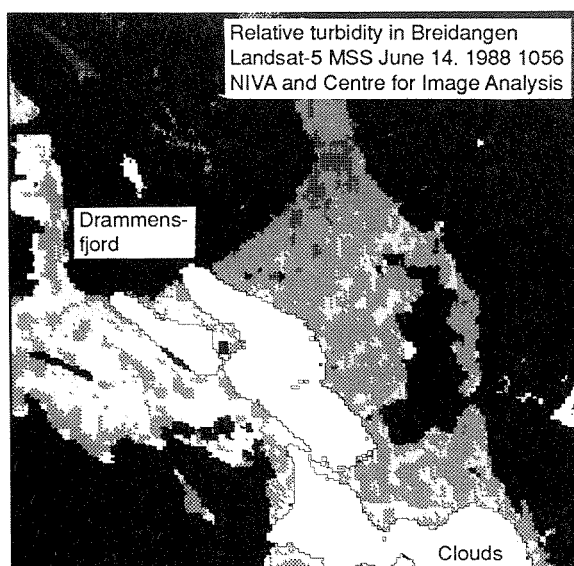 Relative turbidity in Breidangen
Landsat-5 MSS June 14. 1988 1056
NIVA and Centre for Image Analysis
Drammens-
fjord
Clouds